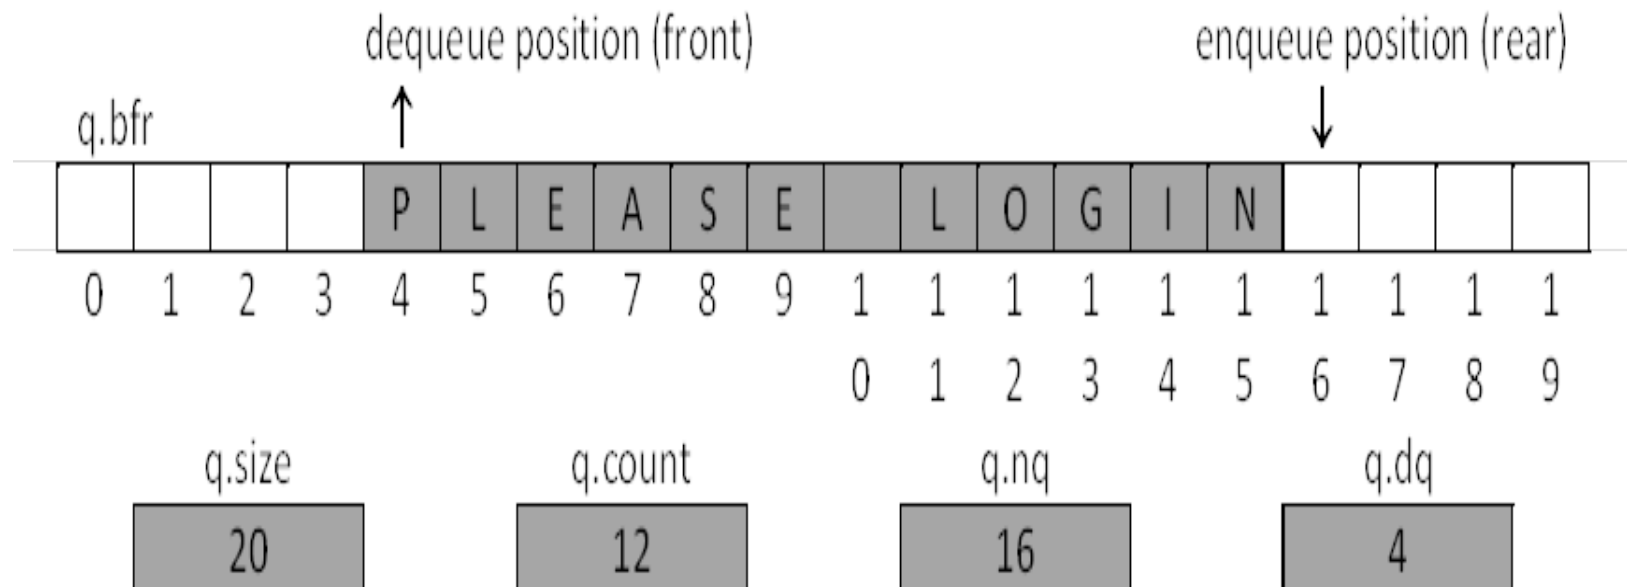 dequeue position (front) enqueue position (rear)
q.bfr
P L E A S E L O G I N
0 1 2 3 4 5 6 7 8 9 1 1 1 1 1 1 1 1 1 1
0 1 2 3 4 5 6 7 8 9
q.size q.count q.nq q.dq
20 12 16 4